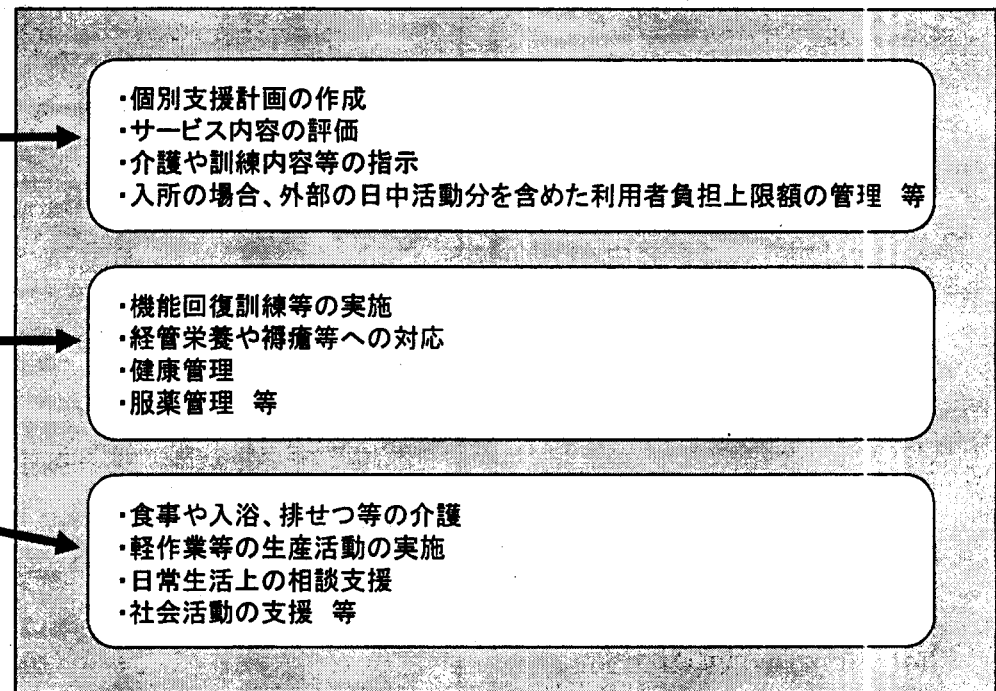 ・個別支援計画の作成
・サービス内容の評価
・介護や訓練内容等の指示
・入所の場合、外部の日中活動分を含めた利用者負担上限額の管理　等
・機能回復訓練等の実施
・経管栄養や褥瘡等への対応
・健康管理
・服薬管理　等
・食事や入浴、排せつ等の介護
・軽作業等の生産活動の実施
・日常生活上の相談支援
・社会活動の支援　等